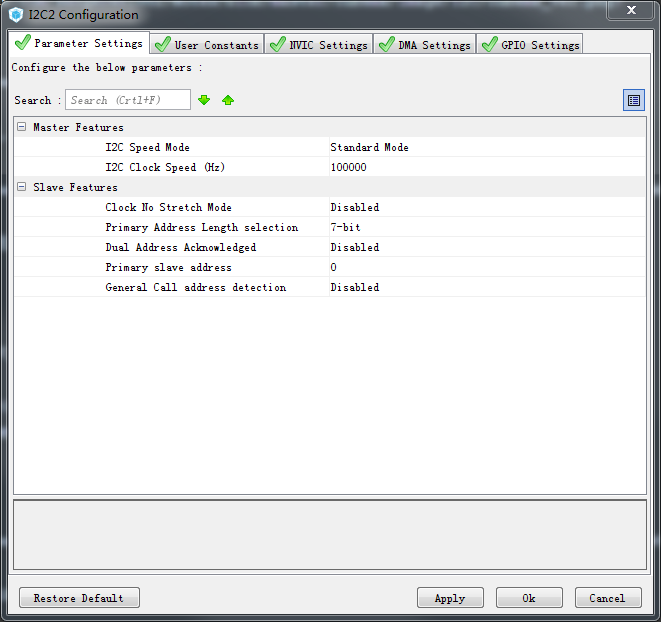 I2C2 Configuration
Parameter Settings
User Constants
NVIC Settings
DMA Settings
GPIO Settings
Configure the below parameters :
Search : Search (Crtl+F)
Master Features
I2C Speed Mode Standard Mode
I2C Clock Speed (Hz) 100000
Slave Features
Clock No Stretch Mode Disabled
Primary Address Length selection 7-bit
Dual Address Acknowledged Disabled
Primary slave address 0
General Call address detection Disabled
Restore Default
Apply
Ok
Cancel